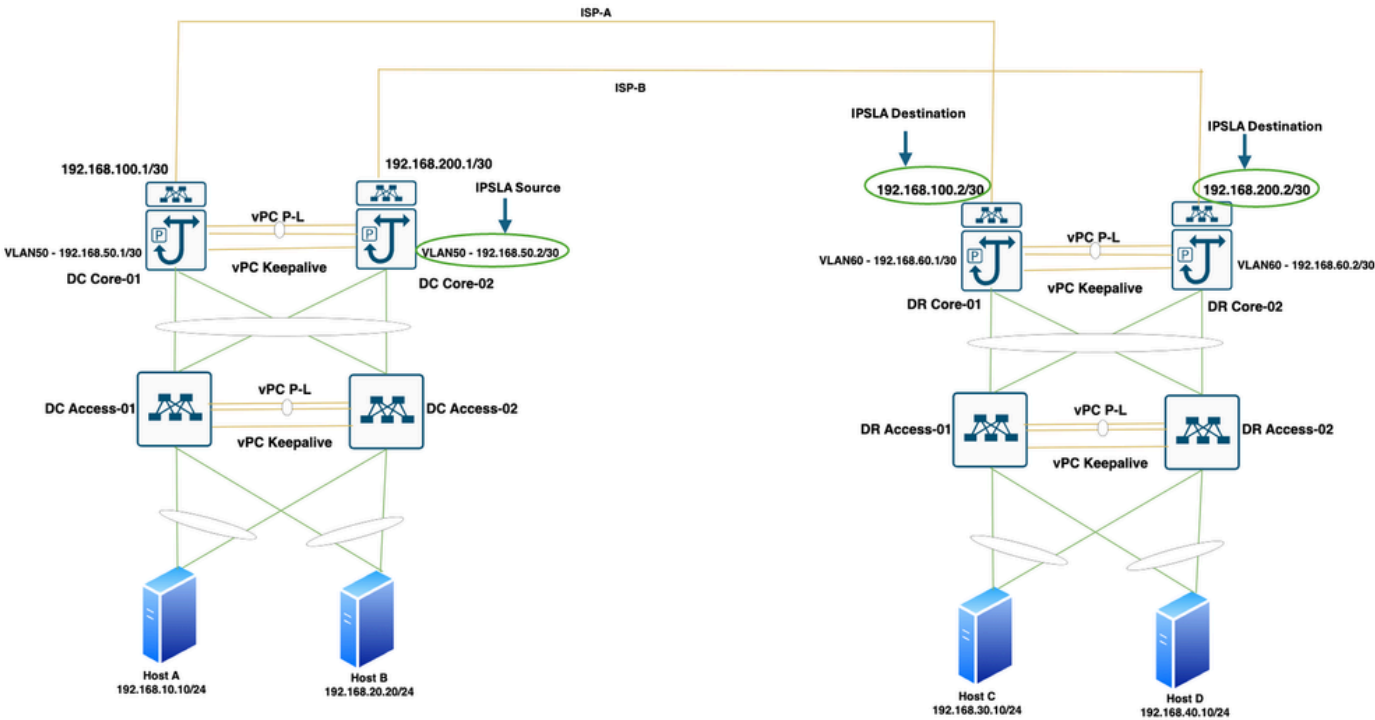 ISP-A
ISP-B
IPSLA Destination
IPSLA Destination
192.168.100.1/30
192.168.200.1/30
IPSLA Source
192.168.100.2/30
192.168.200.2/30
vPC P-L
P
P
VLAN50 - 192.168.50.1/30
VLAN50 - 192.168.50.2/30
vPC Keepalive
DC Core-01
DC Core-02
vPC P-L
P
P
VLAN60 - 192.168.60.1/30
VLAN60 - 192.168.60.2/30
vPC Keepalive
DR Core-01
DR Core-02
vPC P-L
DC Access-01
DC Access-02
vPC Keepalive
vPC P-L
DR Access-01
DR Access-02
vPC Keepalive
Host A
192.168.10.10/24
Host B
192.168.20.20/24
Host C
192.168.30.10/24
Host D
192.168.40.10/24